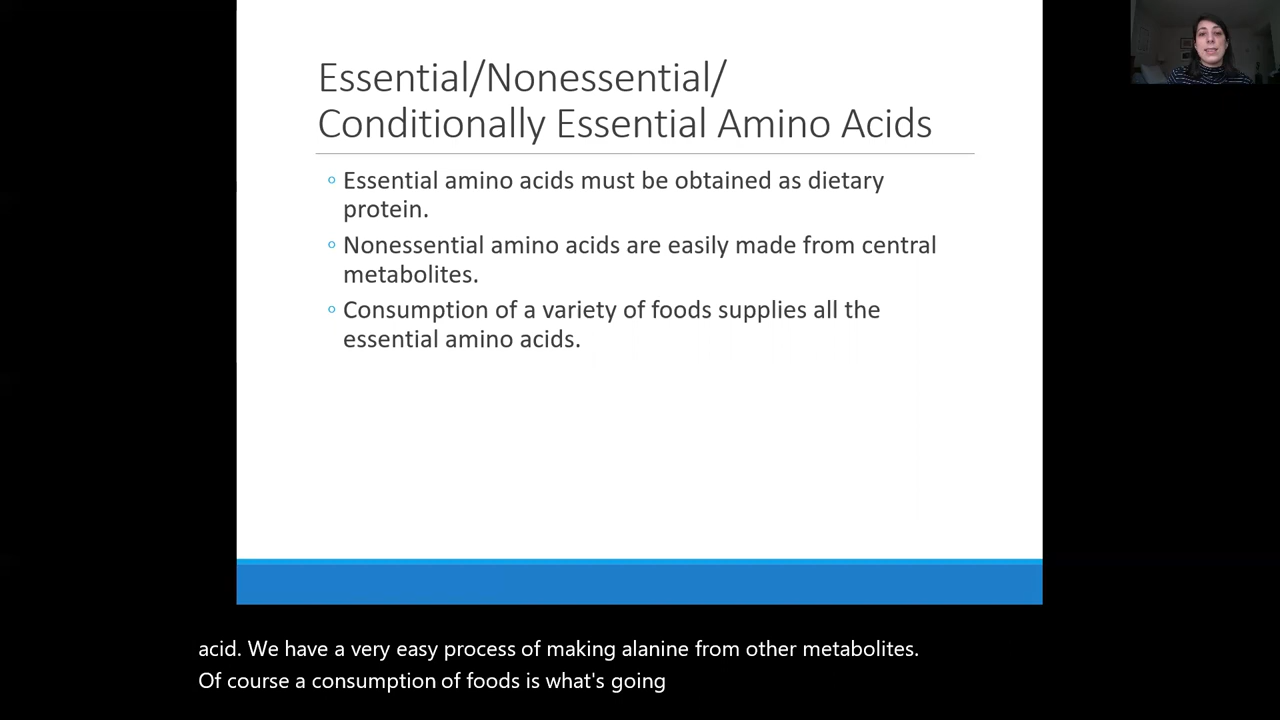 Essential/Nonessential/
Conditionally Essential Amino Acids
◦ Essential amino acids must be obtained as dietary
protein.
◦ Nonessential amino acids are easily made from central
metabolites.
◦ Consumption of a variety of foods supplies all the
essential amino acids.
acid. We have a very easy process of making alanine from other metabolites.
Of course a consumption of foods is what's going